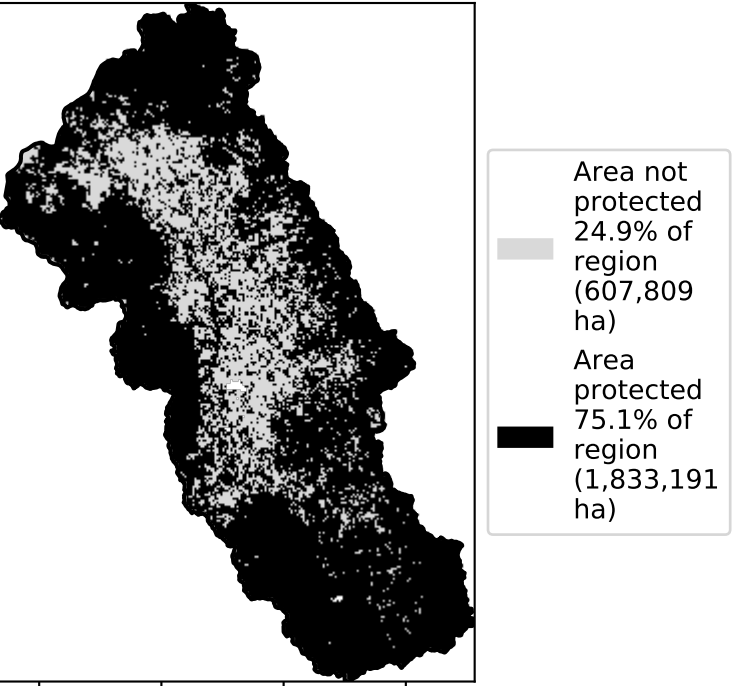 Area not
protected
24.9% of
region
(607,809
ha)
Area
protected
75.1% of
region
(1,833,191
ha)